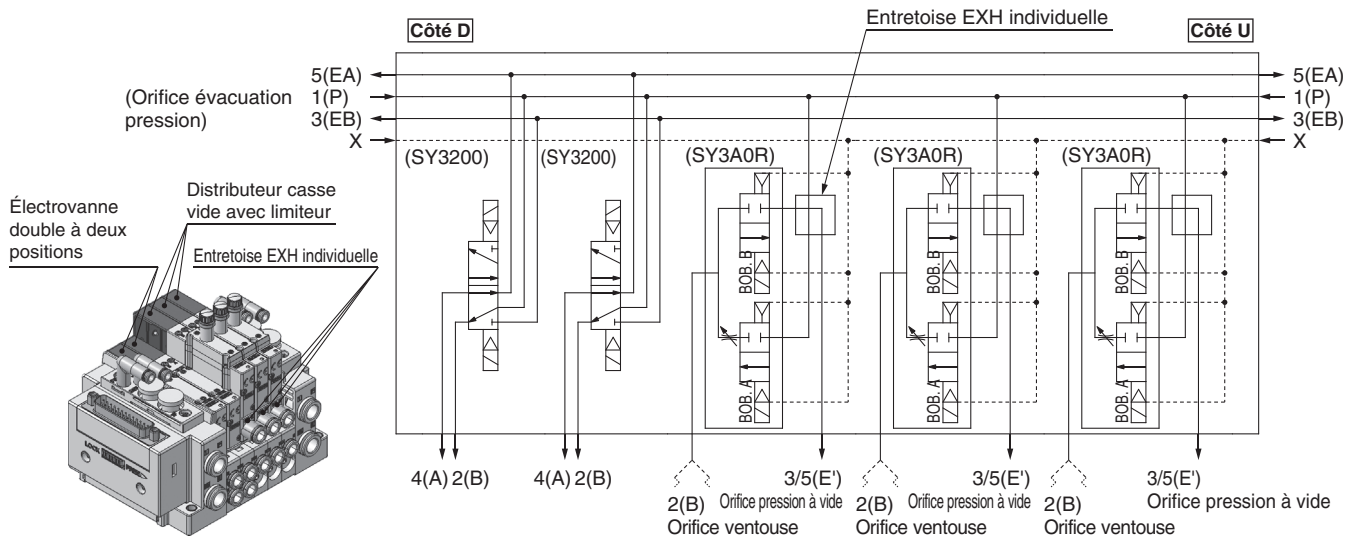 Entretoise EXH individuelle
Côté D
Côté U
5(EA)
1(P)
3(EB)
X
(Orifice évacuation
pression)
5(EA)
1(P)
3(EB)
X
(SY3200)
(SY3200)
(SY3A0R)
(SY3A0R)
(SY3A0R)
Électrovanne
double à deux
positions
Distributeur casse
vide avec limiteur
Entretoise EXH individuelle
BOB. B
BOB. A
BOB. B
BOB. A
BOB. B
BOB. A
LOCK
4(A) 2(B)
4(A) 2(B)
2(B)
Orifice ventouse
3/5(E')
Orifice pression à vide
2(B)
Orifice ventouse
3/5(E')
Orifice pression à vide
2(B)
Orifice ventouse
3/5(E')
Orifice pression à vide